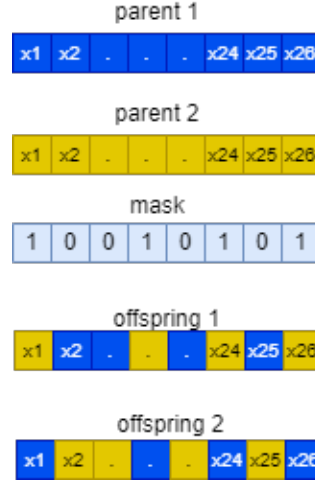 parent 1
x1 x2 . . . x24 x25 x26
parent 2
x1 x2 . . . x24 x25 x26
mask
1 0 0 1 0 1 0 1
offspring 1
x1 x2 . . . x24 x25 x26
offspring 2
x1 x2 . . . x24 x25 x26